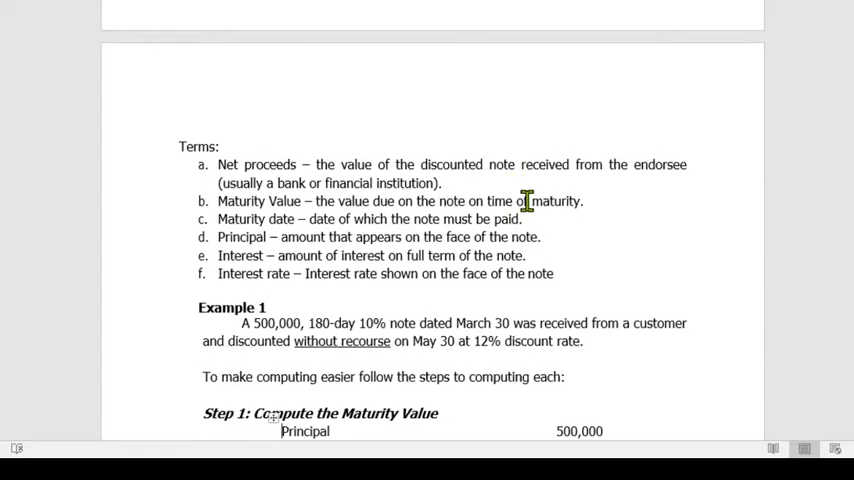 Terms:
a. Net proceeds – the value of the discounted note received from the endorsee
(usually a bank or financial institution).
b. Maturity Value – the value due on the note on time of maturity.
c. Maturity date – date of which the note must be paid.
d. Principal – amount that appears on the face of the note.
e. Interest – amount of interest on full term of the note.
f. Interest rate – Interest rate shown on the face of the note
Example 1
A 500,000, 180-day 10% note dated March 30 was received from a customer
and discounted without recourse on May 30 at 12% discount rate.
To make computing easier follow the steps to computing each:
Step 1: Compute the Maturity Value
Principal 500,000